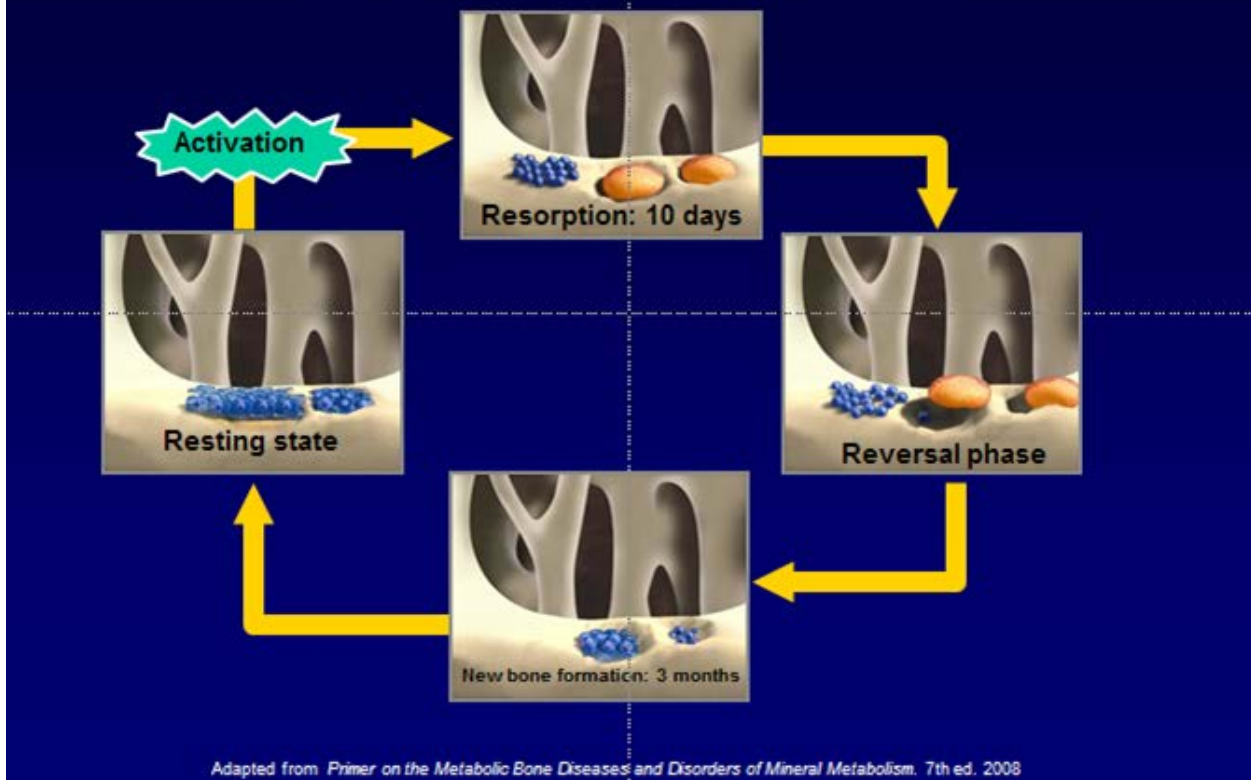 Activation
Resorption: 10 days
Resting state
Reversal phase
New bone formation: 3 months
Adapted from Primer on the Metabolic Bone Diseases and Disorders of Mineral Metabolism. 7th ed. 2008